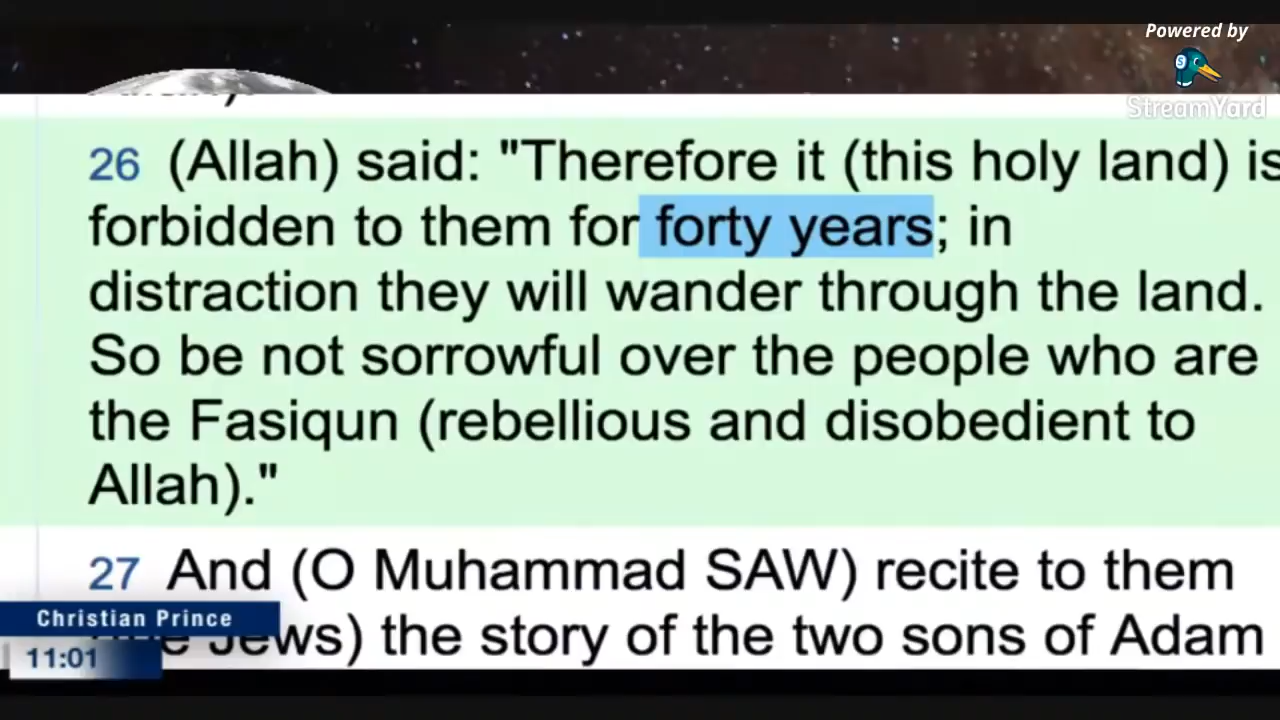 Powered by
StreamYard
26 (Allah) said: "Therefore it (this holy land) is
forbidden to them for forty years; in
distraction they will wander through the land.
So be not sorrowful over the people who are
the Fasiqun (rebellious and disobedient to
Allah)."
27 And (O Muhammad SAW) recite to them
Jews) the story of the two sons of Adam
Christian Prince
11:01